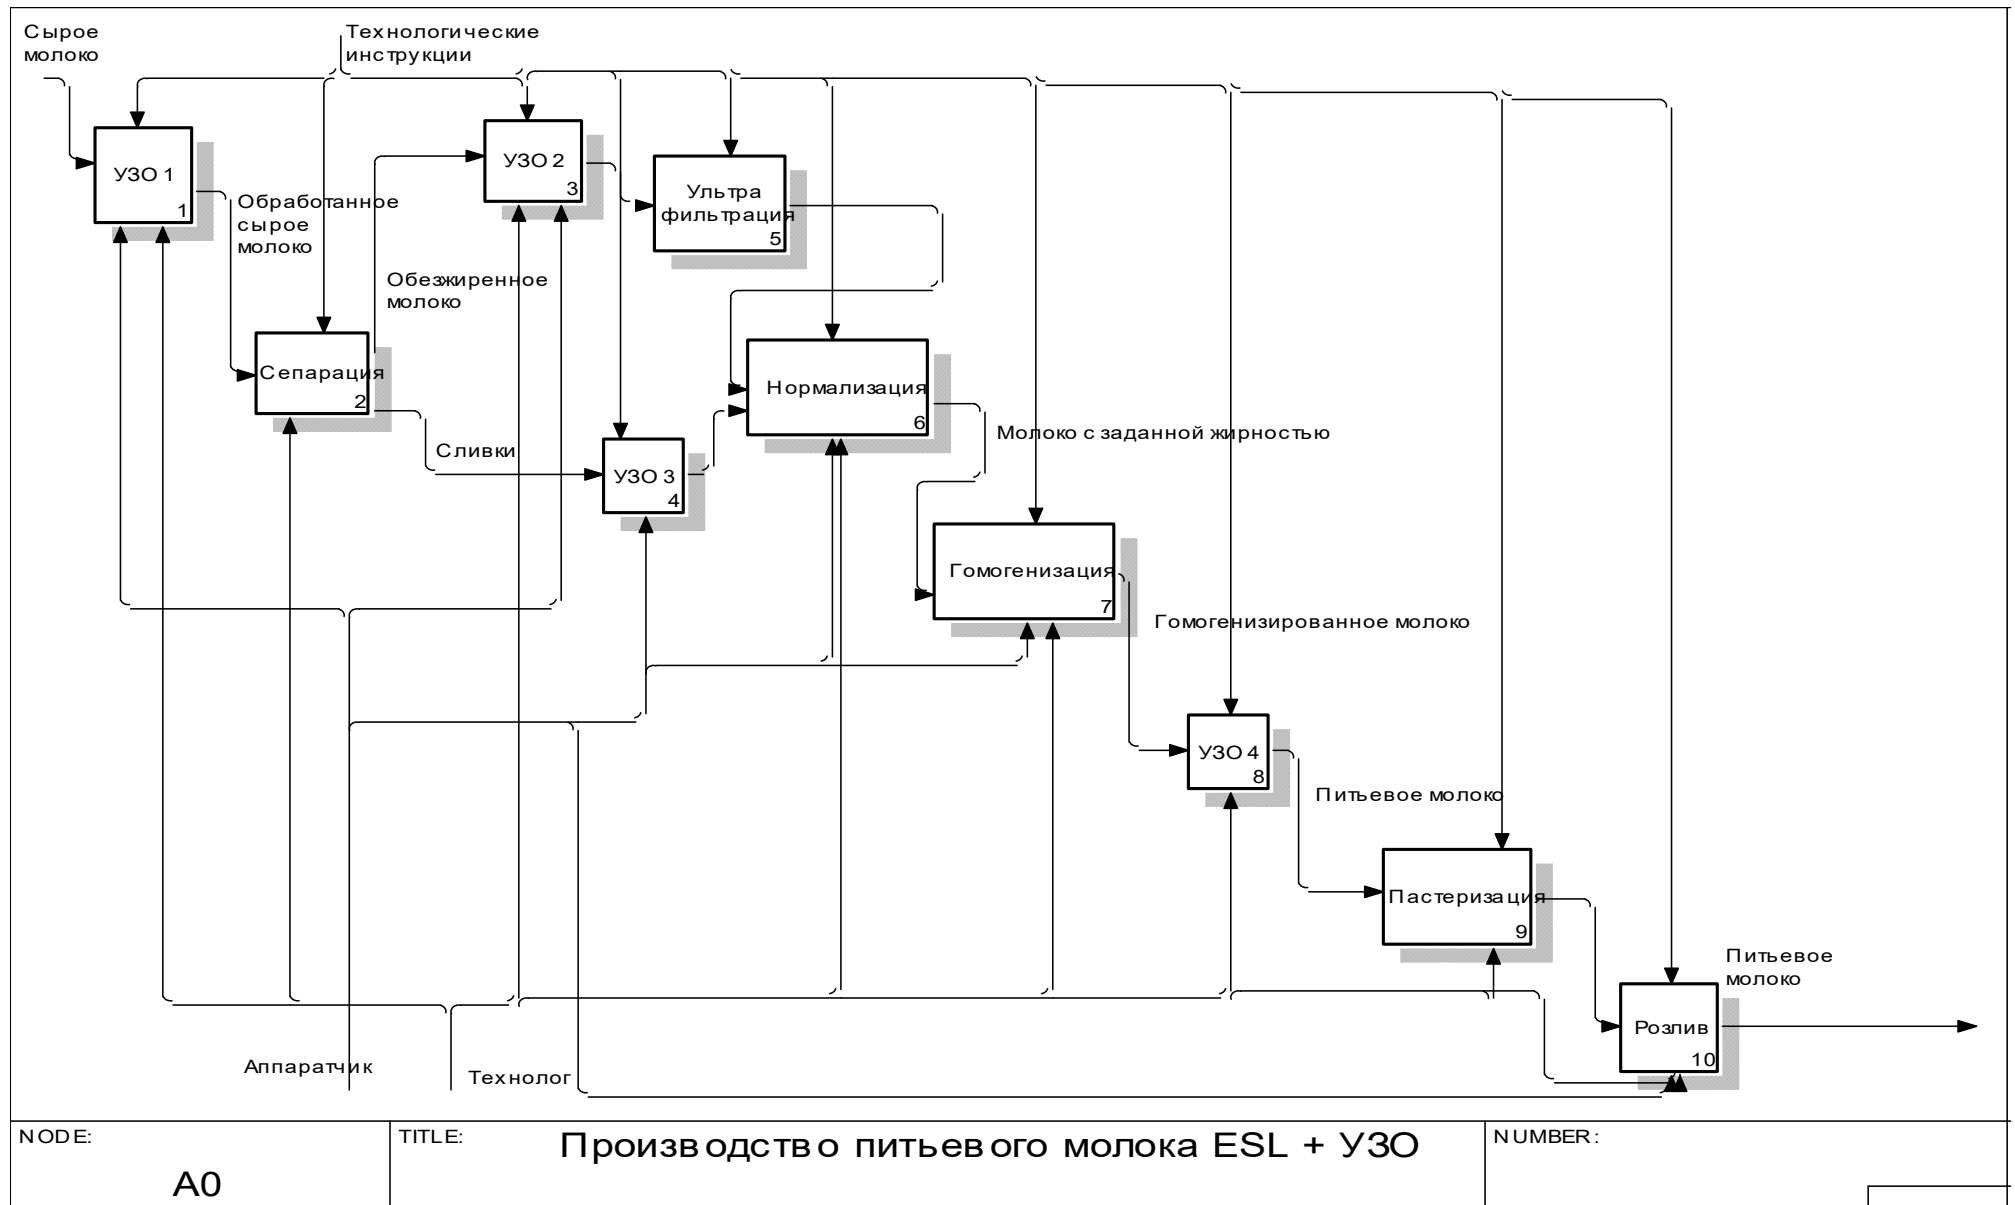 Сырое
молоко
Технологические
инструкции
УЗО 1
1
Обработанное
сырое
молоко
УЗО 2
3
Ультра
фильтрация
5
Обезжиренное
молоко
Сепарация
2
Нормализация
6
Сливки
Молоко с заданной жирностью
УЗО 3
4
Гомогенизация
7
Гомогенизированное молоко
УЗО 4
8
Питьевое молоко
Пастеризация
9
Питьевое
молоко
Розлив
10
Аппаратчик
Технолог
NODE:
A0
TITLE:
Производство питьевого молока ESL + УЗО
NUMBER: